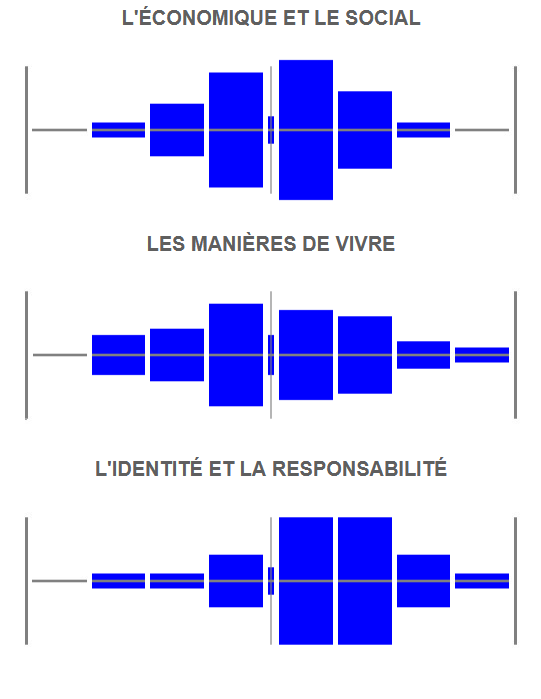 L'ÉCONOMIQUE ET LE SOCIAL
LES MANIÈRES DE VIVRE
L'IDENTITÉ ET LA RESPONSABILITÉ